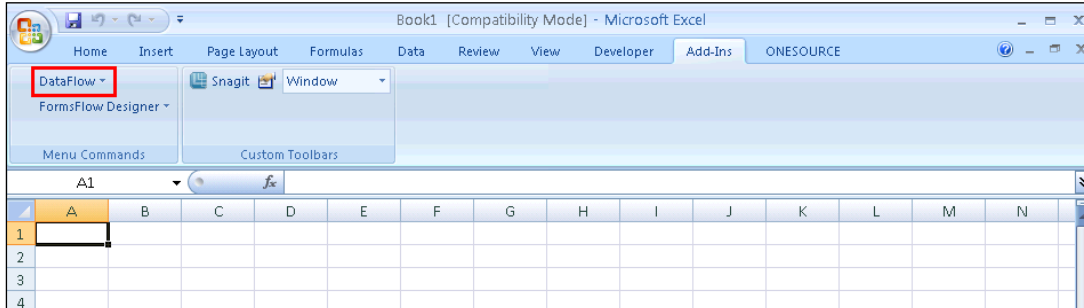 Book1 [Compatibility Mode] - Microsoft Excel
Home Insert Page Layout Formulas Data Review View Developer Add-Ins ONESOURCE
DataFlow Snagit Window
FormsFlow Designer
Menu Commands Custom Toolbars
A1 fx
A B C D E F G H I J K L M N
1
2
3
4